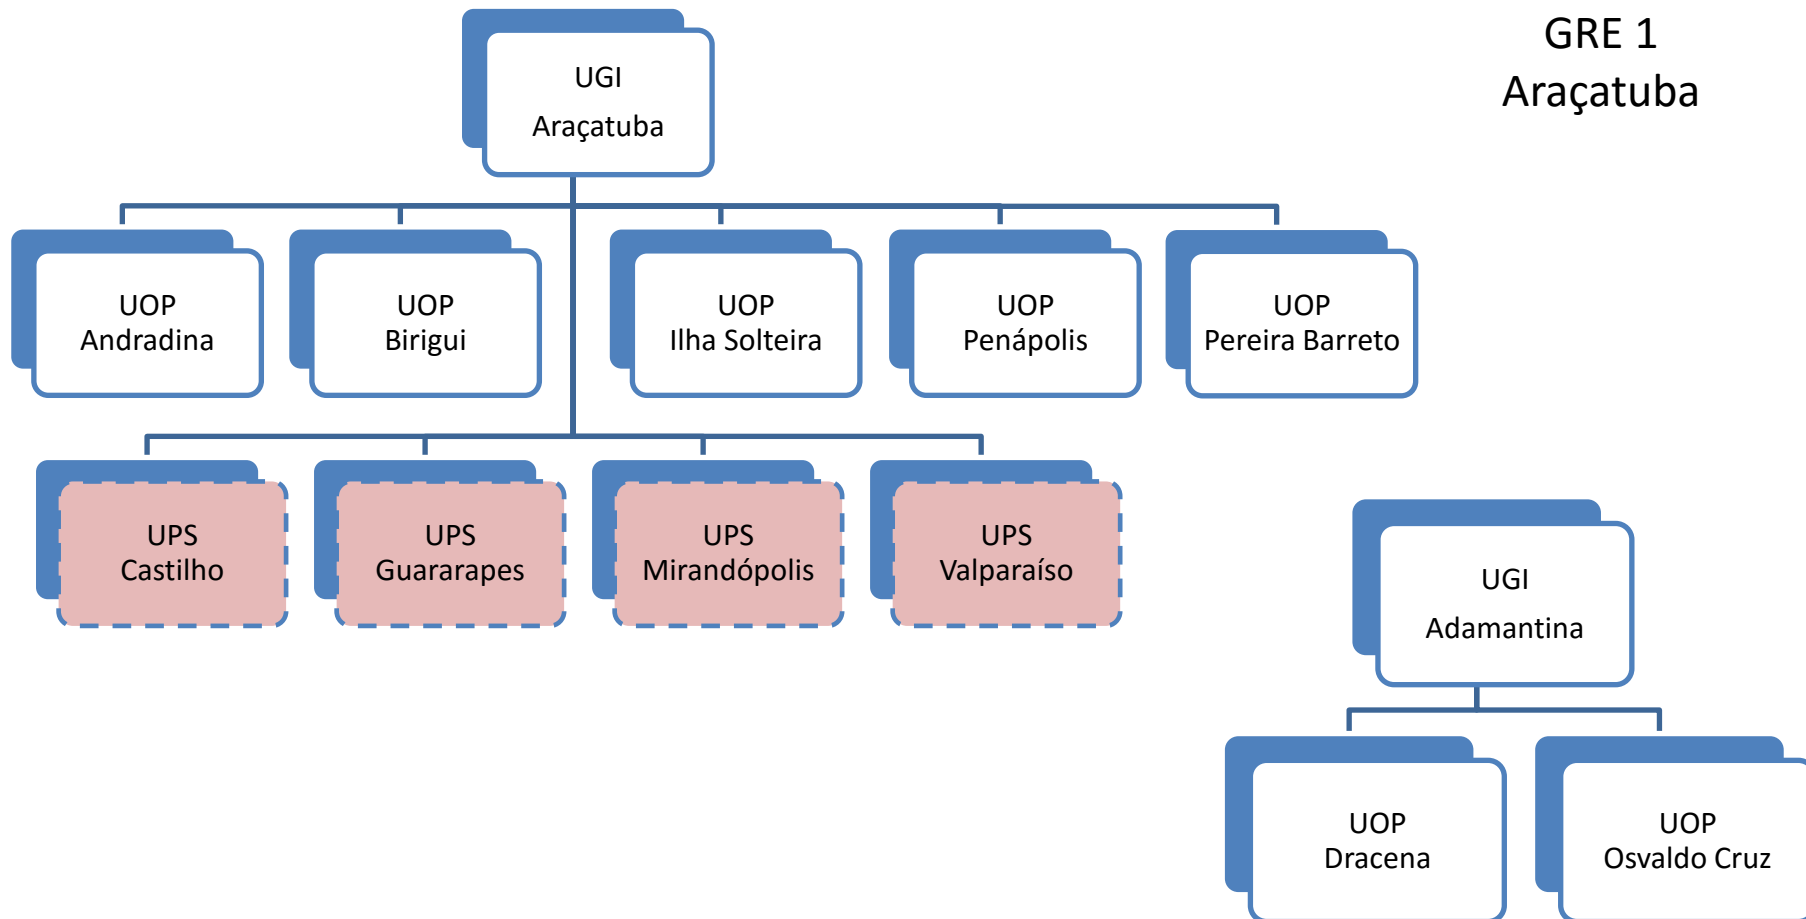 GRE 1
Araçatuba
UGI
Araçatuba
UOP
Andradina
UOP
Birigui
UOP
Ilha Solteira
UOP
Penápolis
UOP
Pereira Barreto
UPS
Castilho
UPS
Guararapes
UPS
Mirandópolis
UPS
Valparaíso
UGI
Adamantina
UOP
Dracena
UOP
Osvaldo Cruz